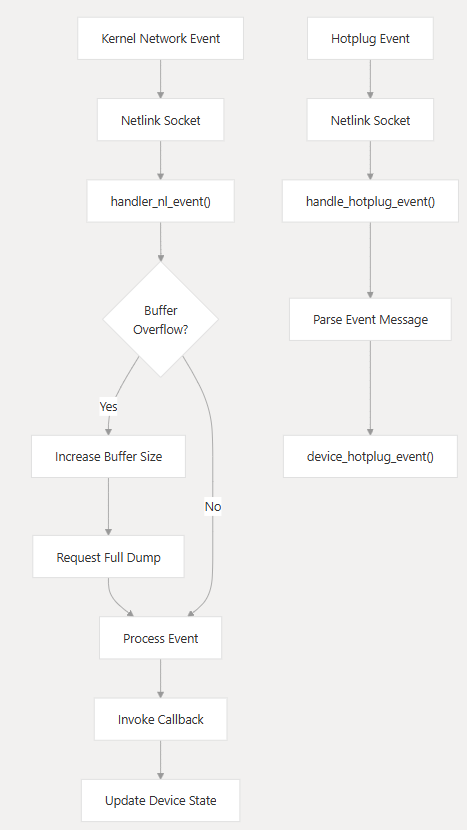 Kernel Network Event
Hotplug Event
Netlink Socket
Netlink Socket
handler_nl_event()
handle_hotplug_event()
Buffer
Overflow?
Parse Event Message
Yes
Increase Buffer Size
device_hotplug_event()
No
Request Full Dump
Process Event
Invoke Callback
Update Device State